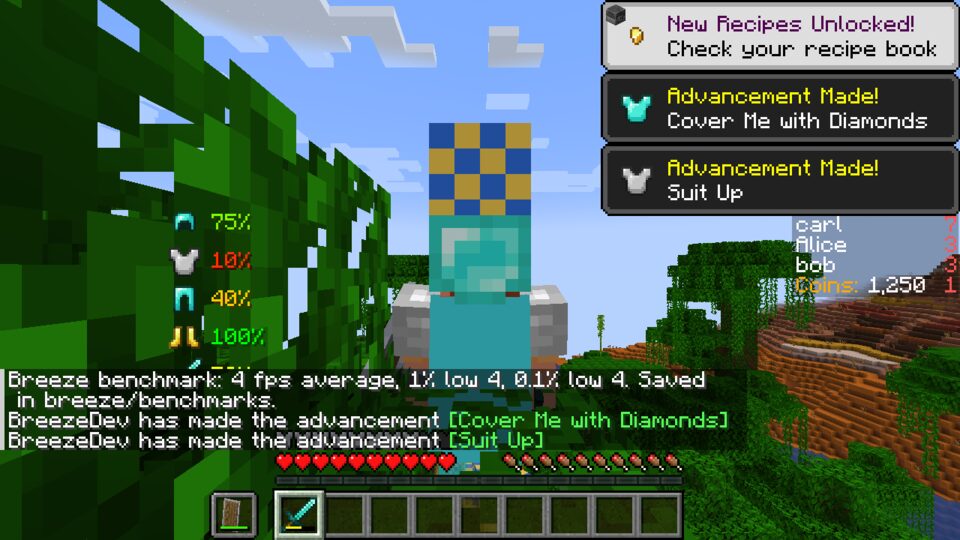 New Recipes Unlocked!
Check your recipe book
Advancement Made!
Cover Me with Diamonds
Advancement Made!
Suit Up
75%
10%
40%
100%
carl 7
Alice 3
bob 3
Coins: 1,250 1
Breeze benchmark: 4 fps average, 1% low 4, 0.1% low 4. Saved
in breeze/benchmarks.
BreezeDev has made the advancement [Cover Me with Diamonds]
BreezeDev has made the advancement [Suit Up]